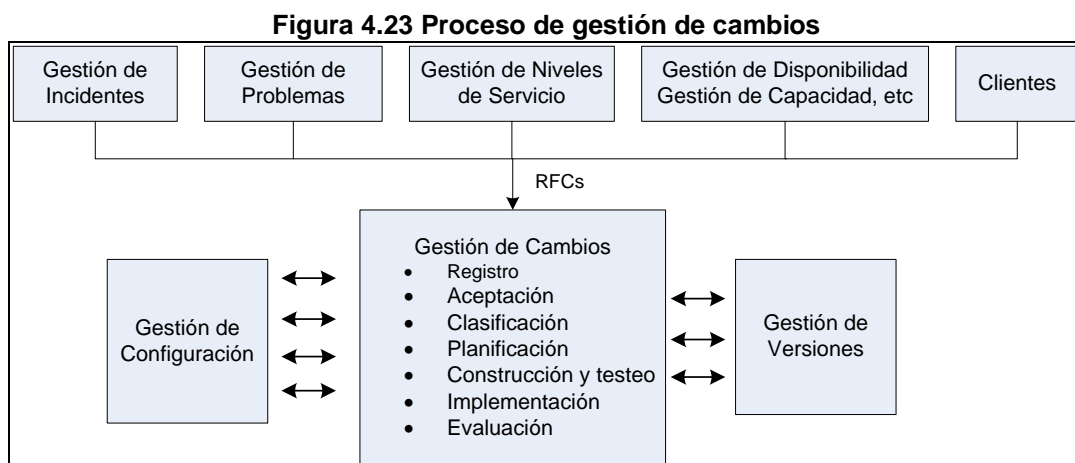 Figura 4.23 Proceso de gestión de cambios
Gestión de
Incidentes
Gestión de
Problemas
Gestión de Niveles
de Servicio
Gestión de Disponibilidad
Gestión de Capacidad, etc
Clientes
RFCs
Gestión de Configuración
Gestión de Cambios
• Registro
• Aceptación
• Clasificación
• Planificación
• Construcción y testeo
• Implementación
• Evaluación
Gestión de
Versiones